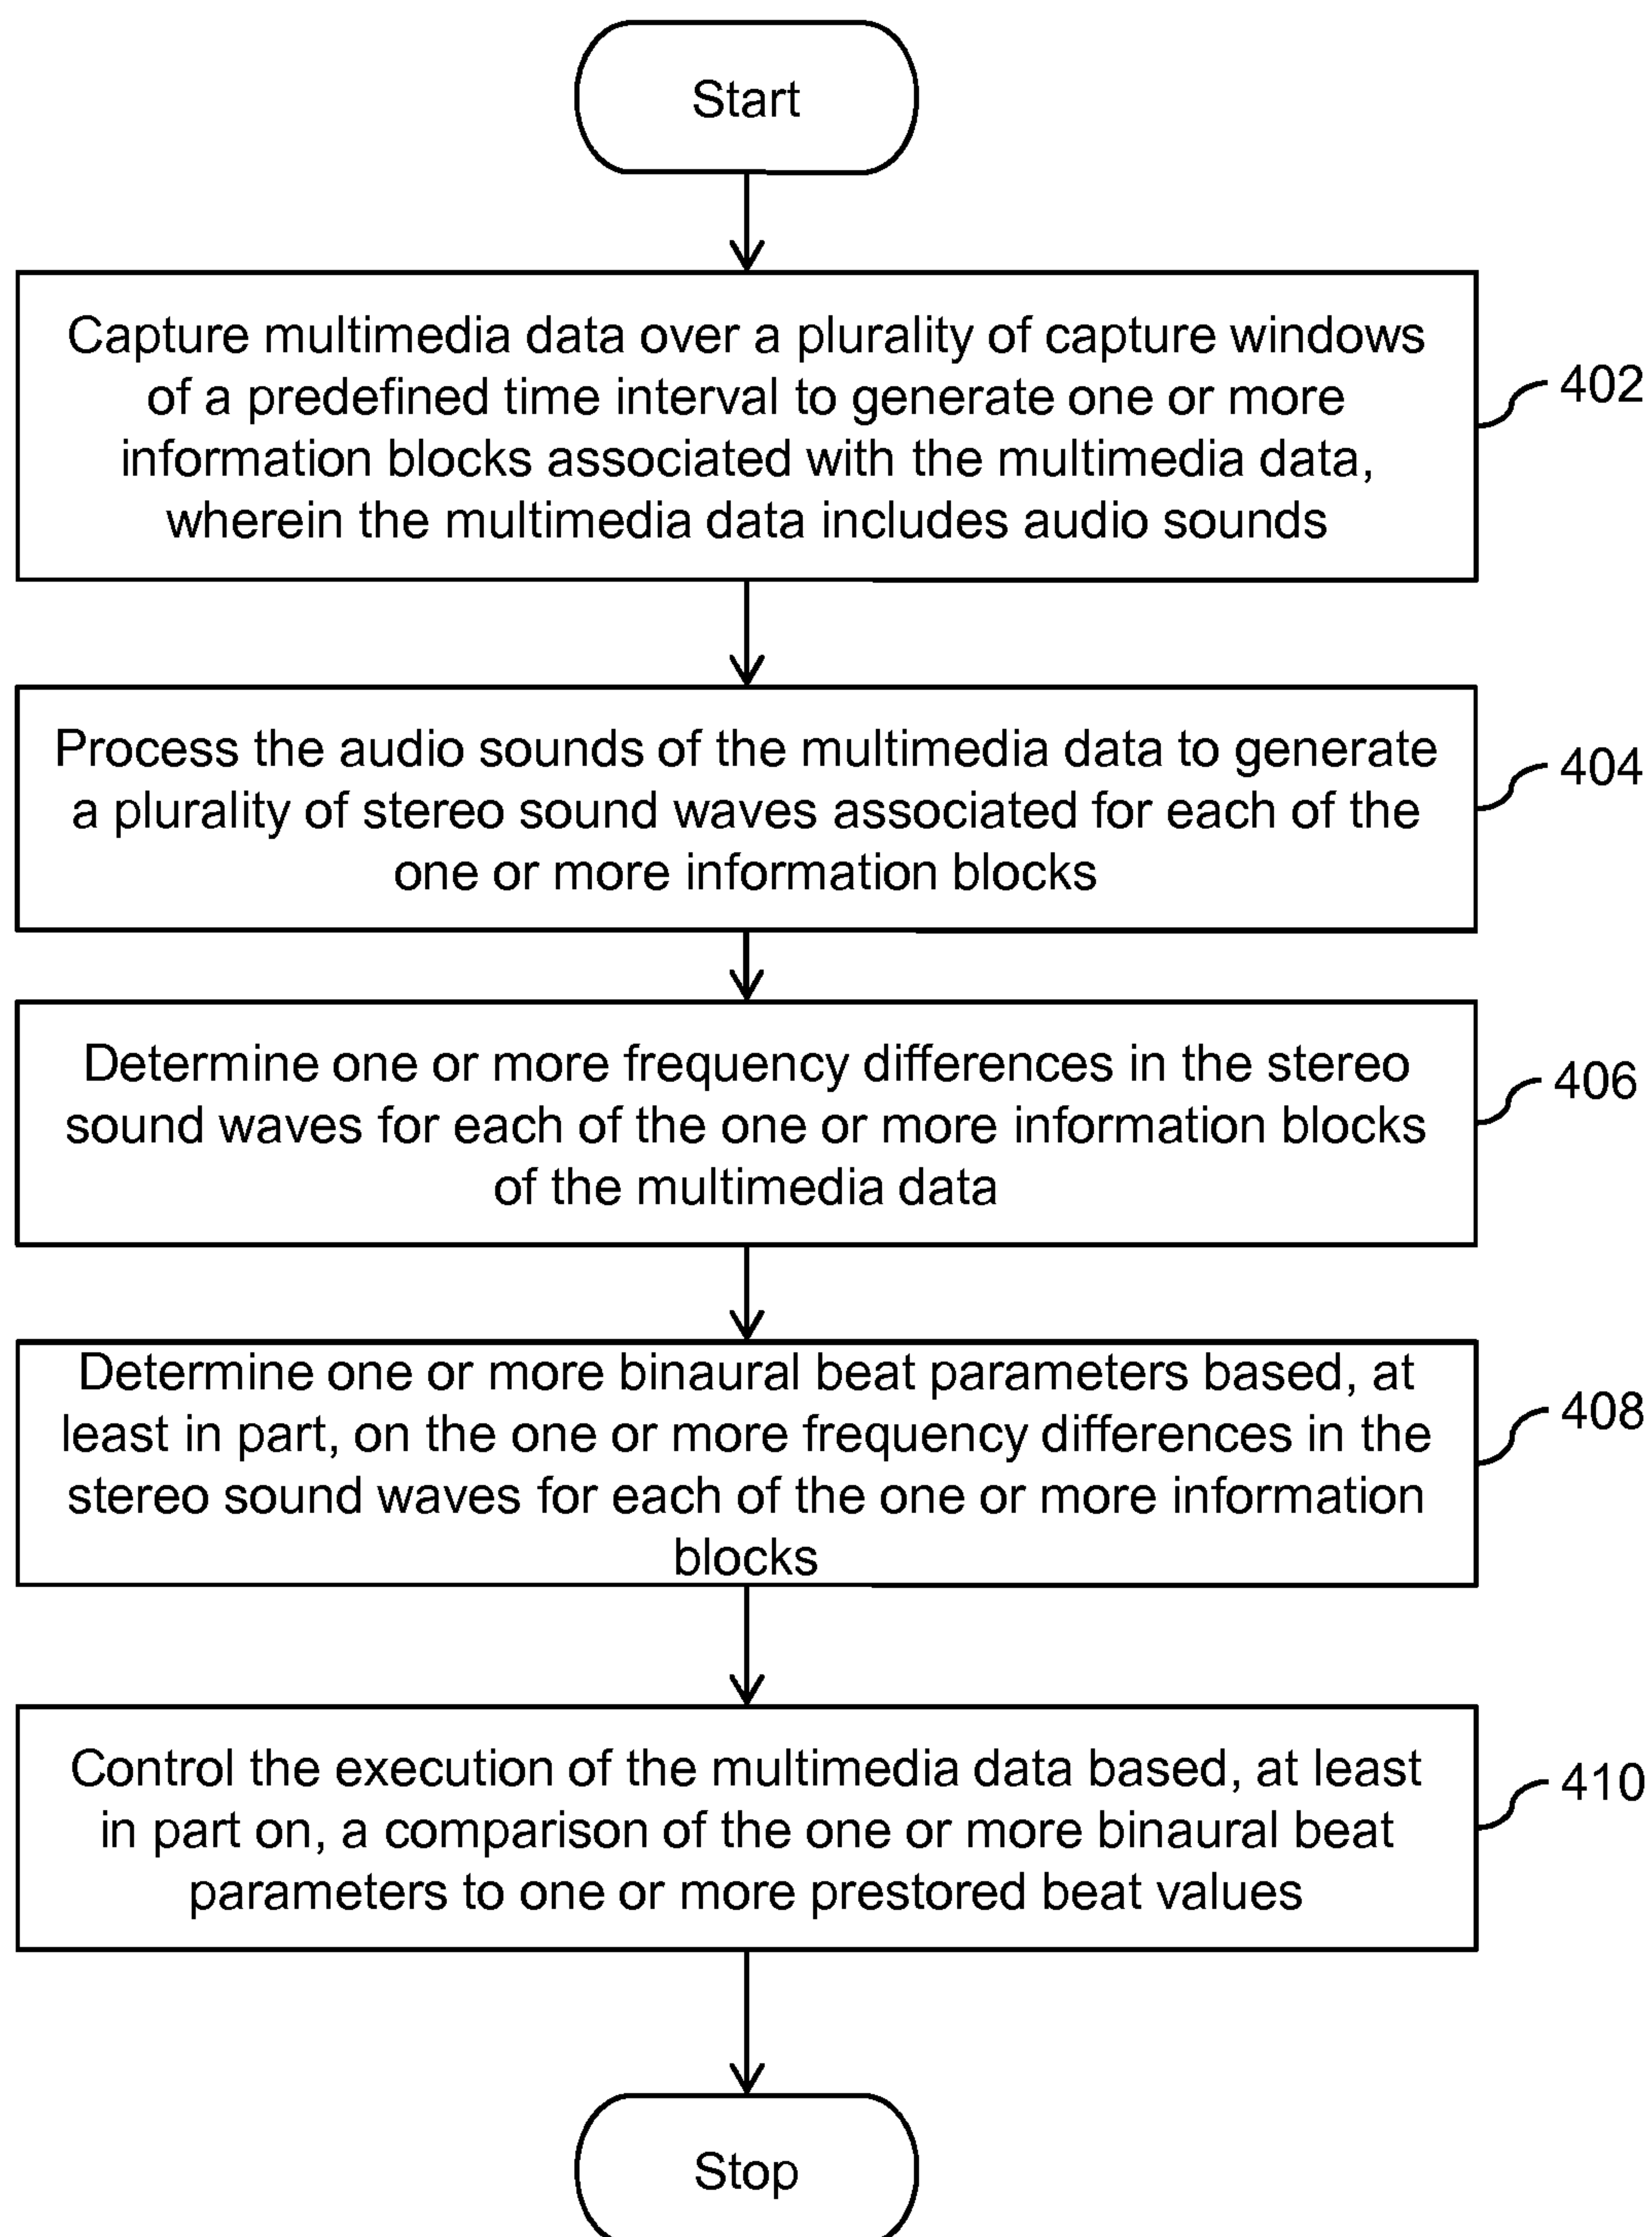 Start
Capture multimedia data over a plurality of capture windows
of a predefined time interval to generate one or more
information blocks associated with the multimedia data,
wherein the multimedia data includes audio sounds
402
Process the audio sounds of the multimedia data to generate
a plurality of stereo sound waves associated for each of the
one or more information blocks
404
Determine one or more frequency differences in the stereo
sound waves for each of the one or more information blocks
of the multimedia data
406
Determine one or more binaural beat parameters based, at
least in part, on the one or more frequency differences in the
stereo sound waves for each of the one or more information
blocks
408
Control the execution of the multimedia data based, at least
in part on, a comparison of the one or more binaural beat
parameters to one or more prestored beat values
410
Stop